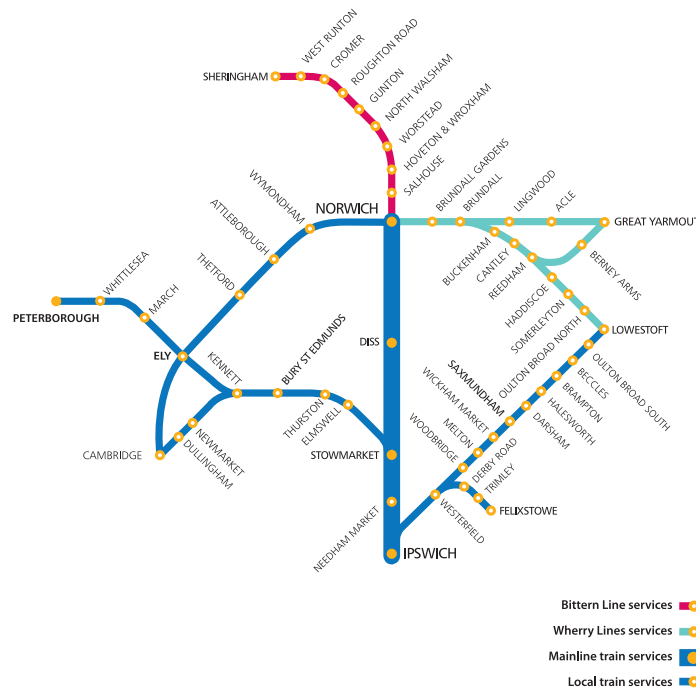 WEST RUNTON
CROMER
ROUGHTON ROAD
GUNTON
NORTH WALSHAM
WORSTEAD
HOVETON & WROXHAM
SALHOUSE
SHERINGHAM
NORWICH
BRUNDALL GARDENS
BRUNDALL
LINGWOOD
ACLE
GREAT YARMOUT
WYMONDHAM
ATTLEBOROUGH
THETFORD
BUCKENHAM
CANTLEY
REEDHAM
BERNEY ARMS
HADDISCOE
SOMERLEYTON
OULTON BROAD NORTH
LOWESTOFT
WHITTLESEA
MARCH
PETERBOROUGH
ELY
KENNETT
BURY ST EDMUNDS
DISS
THURSTON
ELMSWELL
STOWMARKET
CAMBRIDGE
DULLINGHAM
NEWMARKET
OULTON BROAD SOUTH
BECCLES
BRAMPTON
HALESWORTH
DARSHAM
SAXMUNDHAM
WICKHAM MARKET
MELTON
WOODBRIDGE
DERBY ROAD
TRIMLEY
FELIXSTOWE
WESTERFIELD
NEEDHAM MARKET
IPSWICH
Bittern Line services
Wherry Lines services
Mainline train services
Local train services